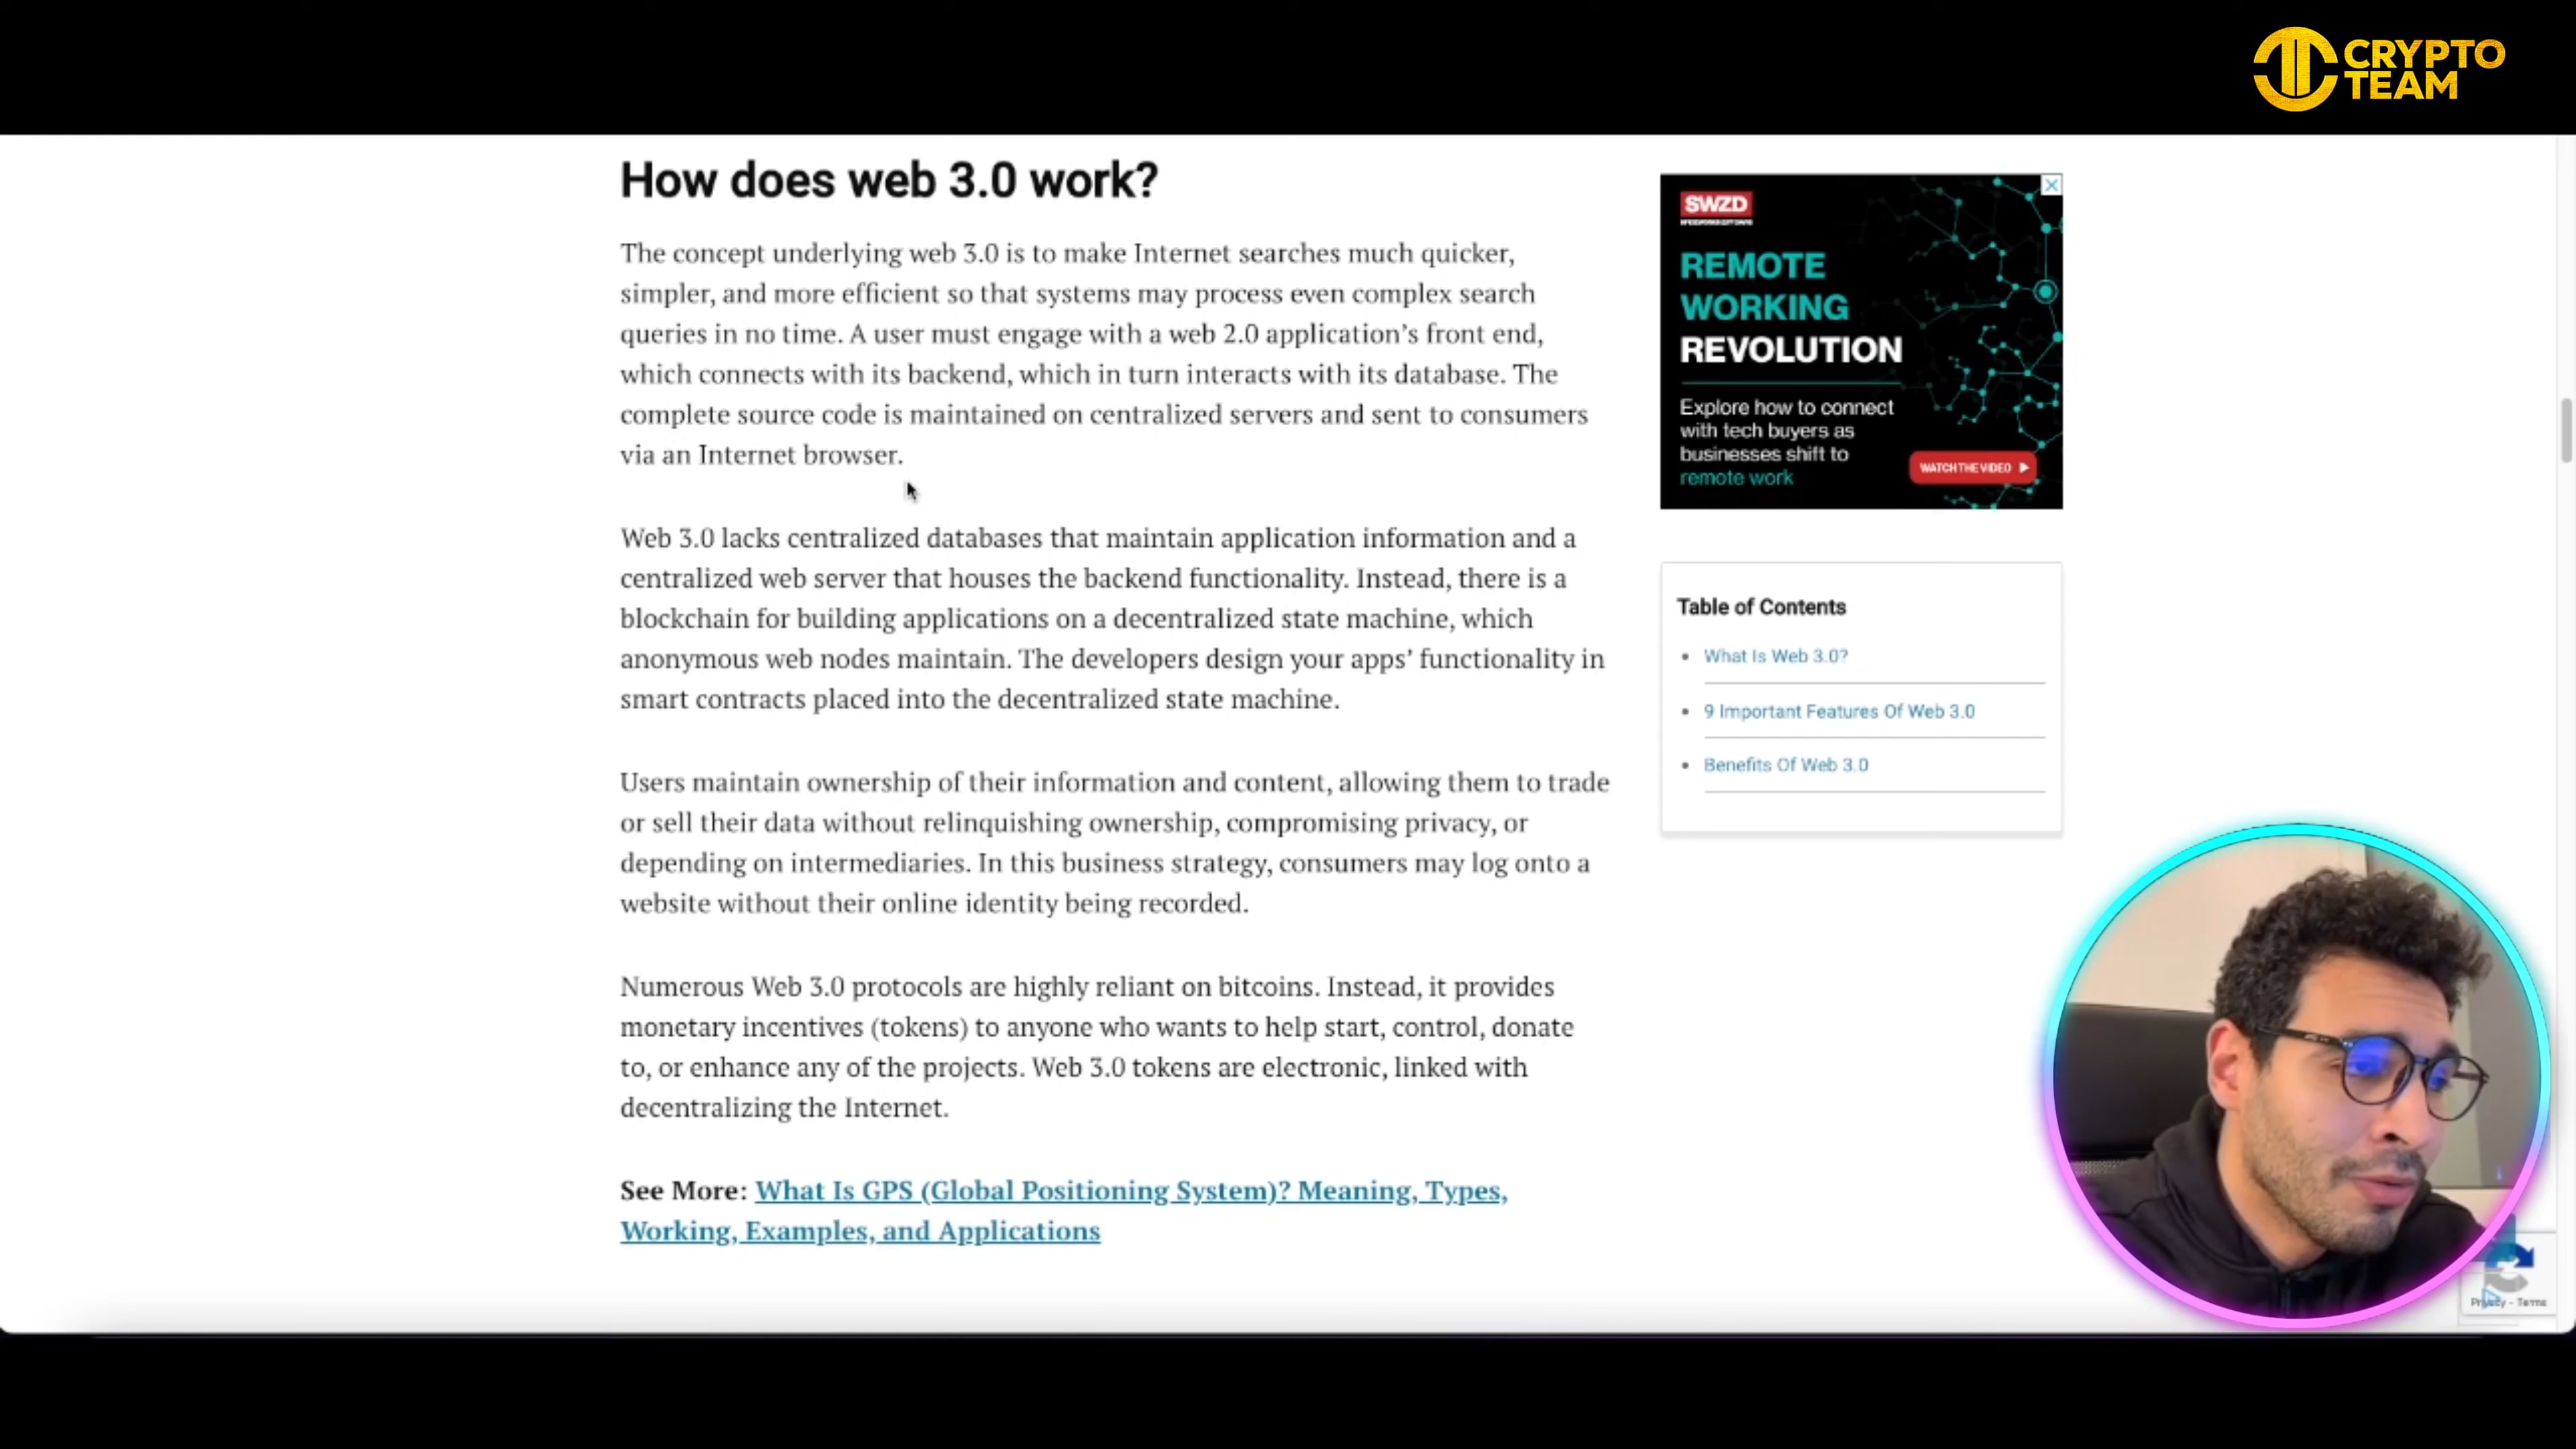 CRYPTO
TEAM
How does web 3.0 work?
The concept underlying web 3.0 is to make Internet searches much quicker,
simpler, and more efficient so that systems may process even complex search
queries in no time. A user must engage with a web 2.0 application's front end,
which connects with its backend, which in turn interacts with its database. The
complete source code is maintained on centralized servers and sent to consumers
via an Internet browser.
Web 3.0 lacks centralized databases that maintain application information and a
centralized web server that houses the backend functionality. Instead, there is a
blockchain for building applications on a decentralized state machine, which
anonymous web nodes maintain. The developers design your apps' functionality in
smart contracts placed into the decentralized state machine.
Users maintain ownership of their information and content, allowing them to trade
or sell their data without relinquishing ownership, compromising privacy, or
depending on intermediaries. In this business strategy, consumers may log onto a
website without their online identity being recorded.
Numerous Web 3.0 protocols are highly reliant on bitcoins. Instead, it provides
monetary incentives (tokens) to anyone who wants to help start, control, donate
to, or enhance any of the projects. Web 3.0 tokens are electronic, linked with
decentralizing the Internet.
See More: What Is GPS (Global Positioning System)? Meaning, Types,
Working, Examples, and Applications
SWZD
REMOTE
WORKING
REVOLUTION
Explore how to connect
with tech buyers as
businesses shift to
remote work
WATCH THE VIDEO
Table of Contents
• What Is Web 3.0?
• 9 Important Features Of Web 3.0
• Benefits Of Web 3.0
Privacy - Terms